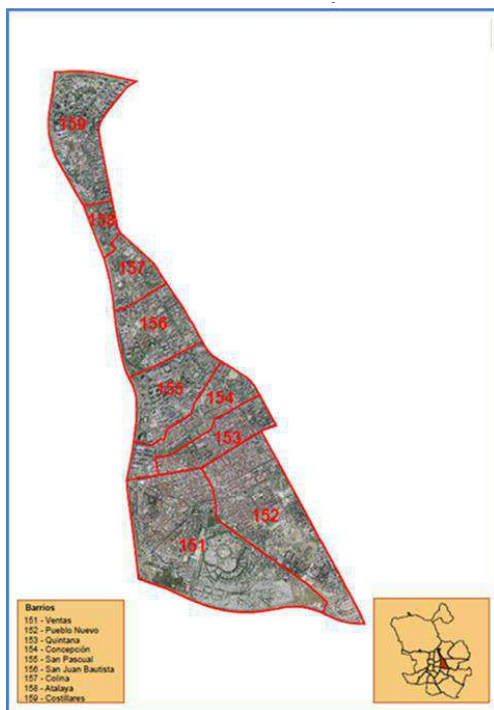 159
158
157
156
155
154
153
152
151
Barrios
151 - Ventas
152 - Pueblo Nuevo
153 - Quintana
154 - Concepción
155 - San Pascual
156 - San Juan Bautista
157 - Colina
158 - Atalaya
159 - Costillares